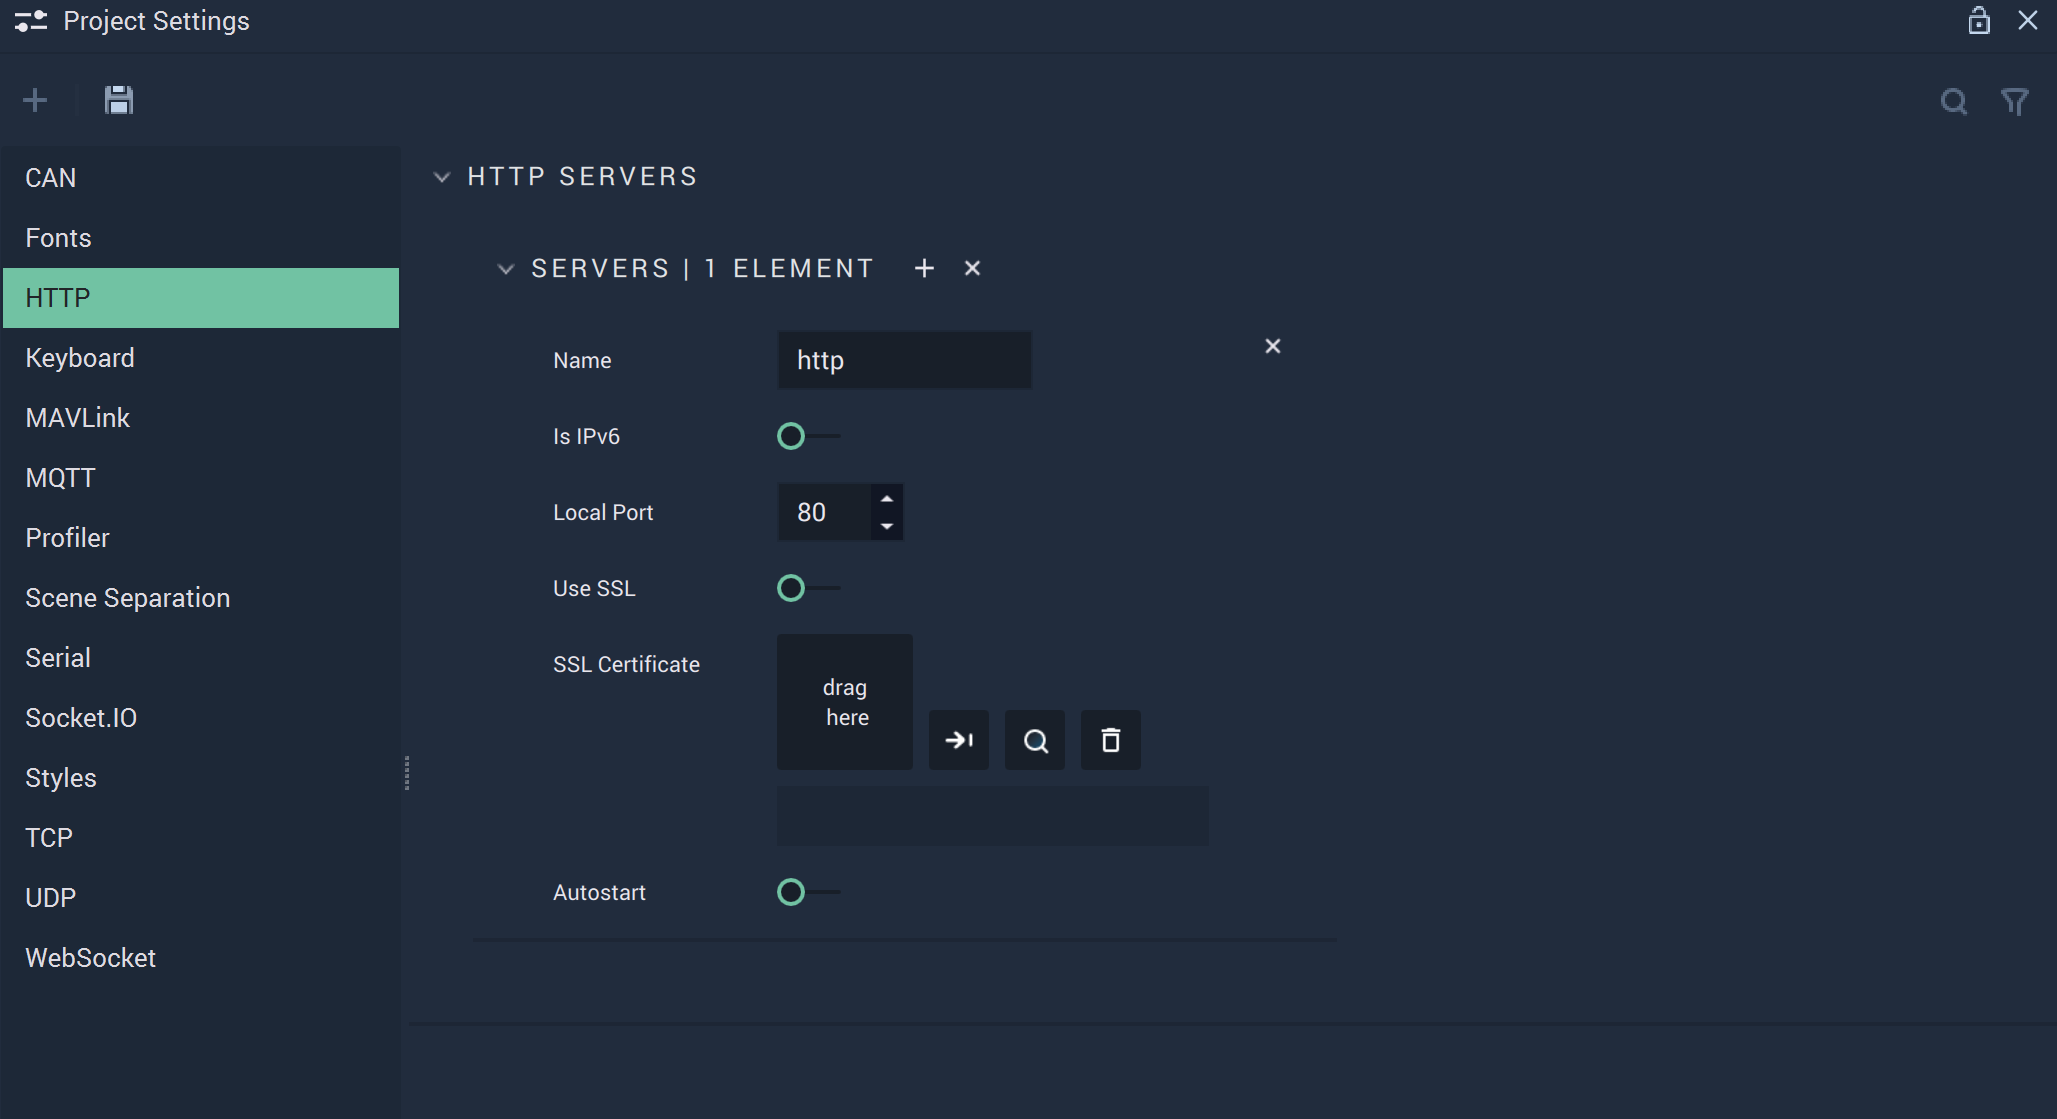 Project Settings
CAN
Fonts
HTTP
Keyboard
MAVLink
MQTT
Profiler
Scene Separation
Serial
Socket.IO
Styles
TCP
UDP
WebSocket
HTTP SERVERS
SERVERS | 1 ELEMENT
Name http
Is IPv6
Local Port 80
Use SSL
SSL Certificate
drag
here
Autostart